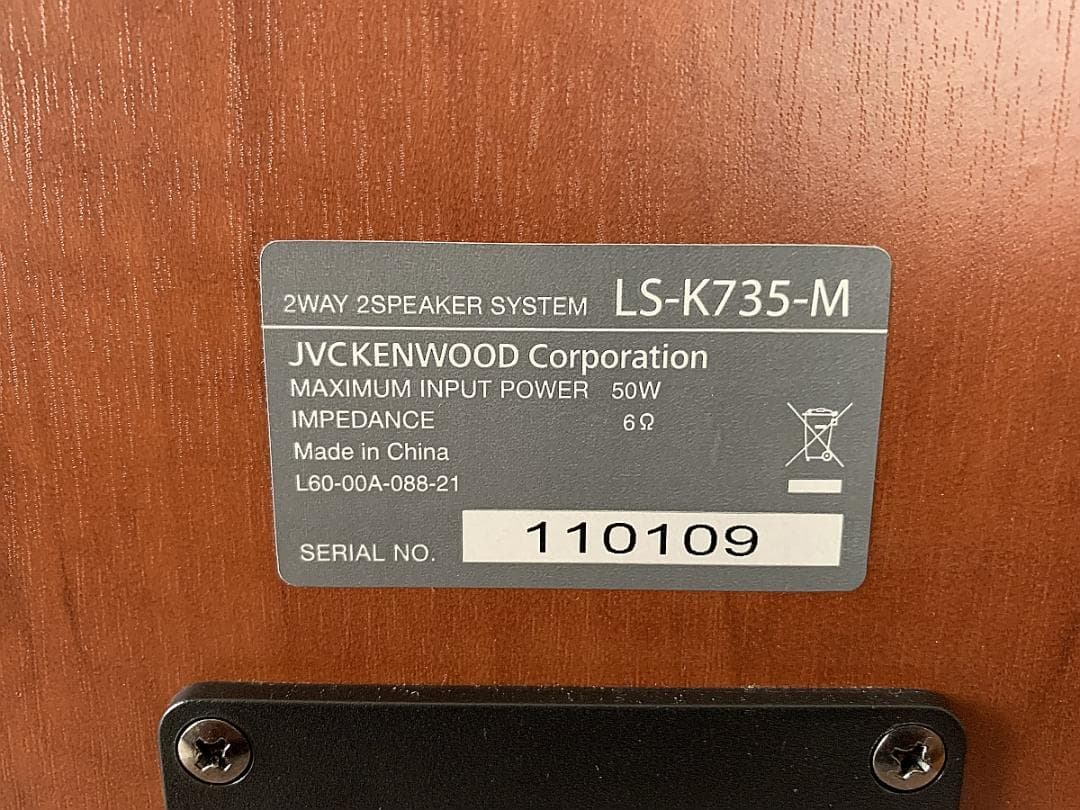 2WAY 2SPEAKER SYSTEM LS-K735-M
JVCKENWOOD Corporation
MAXIMUM INPUT POWER 50W
IMPEDANCE 6Ω
Made in China
L60-00A-088-21
SERIAL NO. 110109